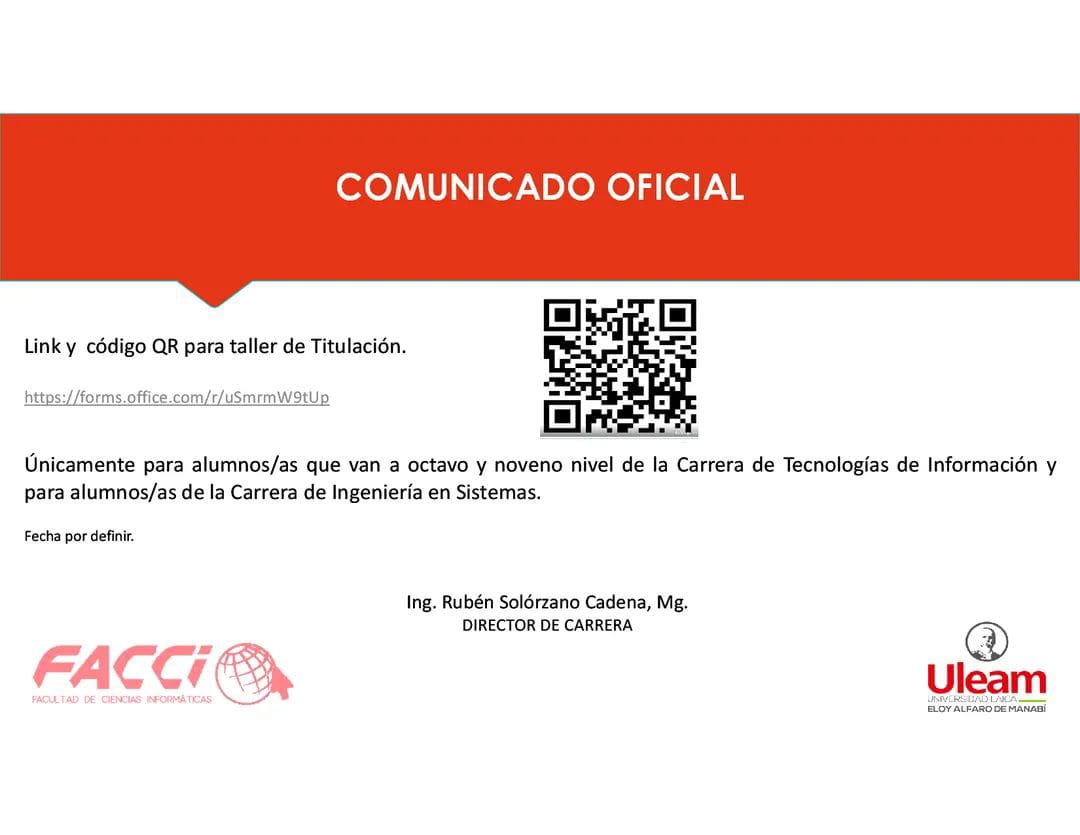 COMUNICADO OFICIAL
Link y código QR para taller de Titulación.
https://forms.office.com/r/uSmrmW9tUp
Únicamente para alumnos/as que van a octavo y noveno nivel de la Carrera de Tecnologías de Información y
para alumnos/as de la Carrera de Ingeniería en Sistemas.
Fecha por definir.
Ing. Rubén Solórzano Cadena, Mg.
DIRECTOR DE CARRERA
FACCi
FACULTAD DE CIENCIAS INFORMÁTICAS
Uleam
UNIVERSIDAD LAICA
ELOY ALFARO DE MANABÍ